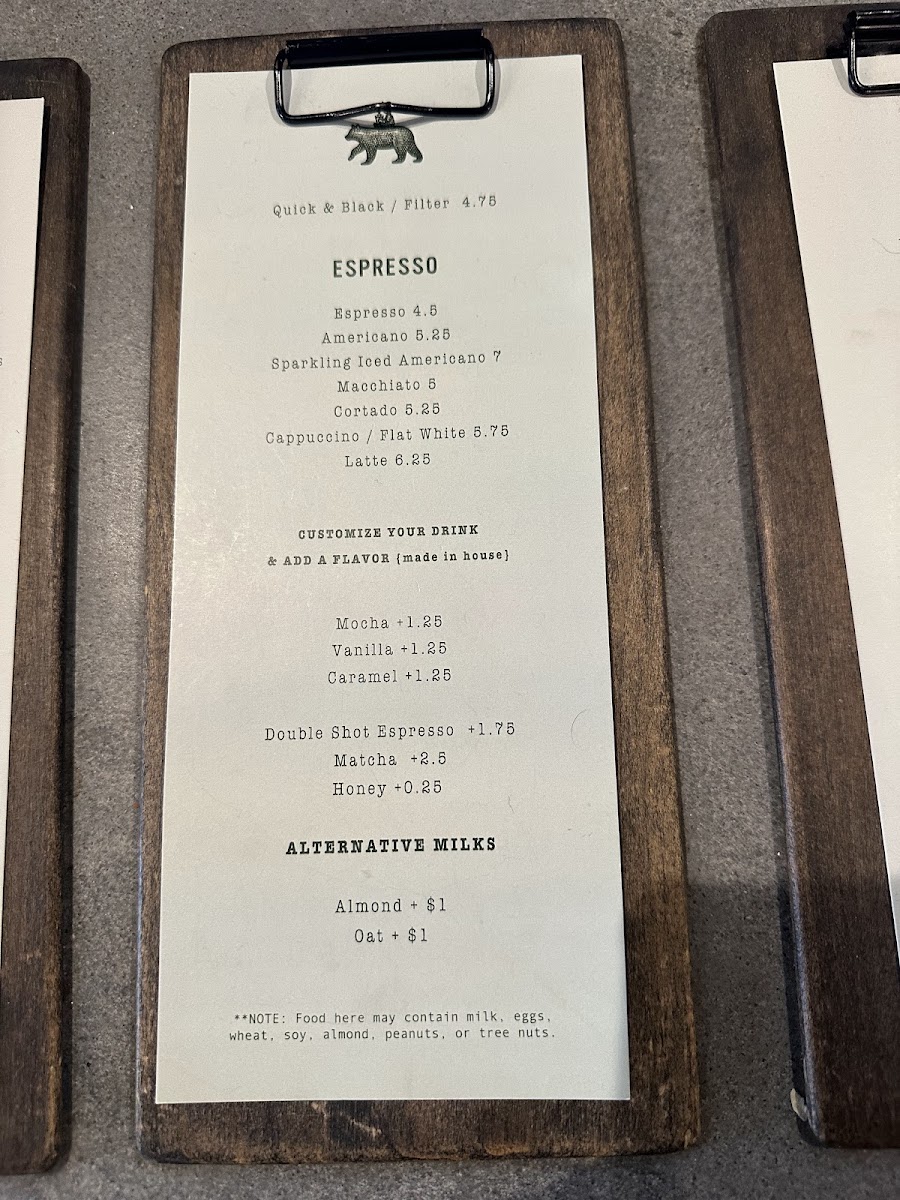 Quick & Black / Filter 4.75
ESPRESSO
Espresso 4.5
Americano 5.25
Sparkling Iced Americano 7
Macchiato 5
Cortado 5.25
Cappuccino / Flat White 5.75
Latte 6.25
CUSTOMIZE YOUR DRINK
& ADD A FLAVOR {made in house}
Mocha +1.25
Vanilla +1.25
Caramel +1.25
Double Shot Espresso +1.75
Matcha +2.5
Honey +0.25
ALTERNATIVE MILKS
Almond + $1
Oat + $1
**NOTE: Food here may contain milk, eggs,
wheat, soy, almond, peanuts, or tree nuts.